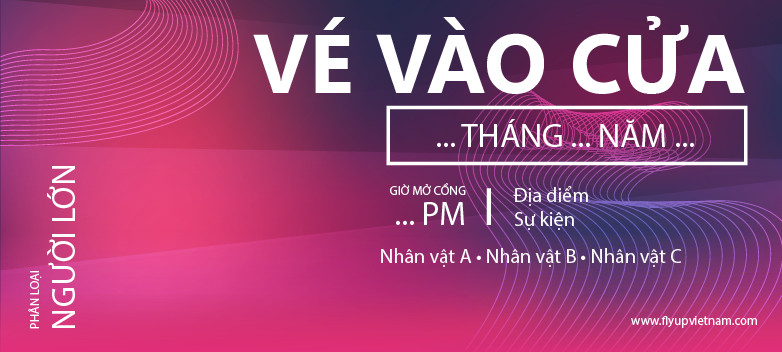 VÉ VÀO CỬA
... THÁNG ... NĂM ...
GIỜ MỞ CỔNG
... PM
Địa điểm
Sự kiện
Nhân vật A • Nhân vật B • Nhân vật C
PHÂN LOẠI
NGƯỜI LỚN
www.flyupvietnam.com